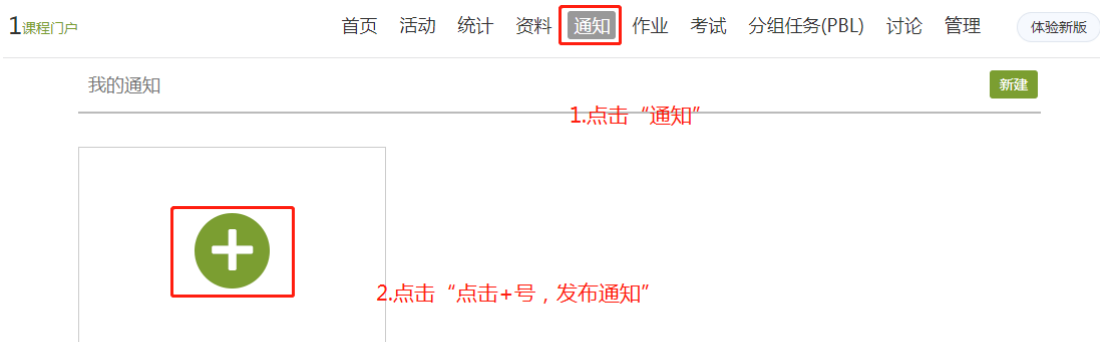 1课程门户 首页 活动 统计 资料 通知 作业 考试 分组任务(PBL) 讨论 管理 体验新版
我的通知 新建
1.点击“通知”
2.点击“点击+号，发布通知”